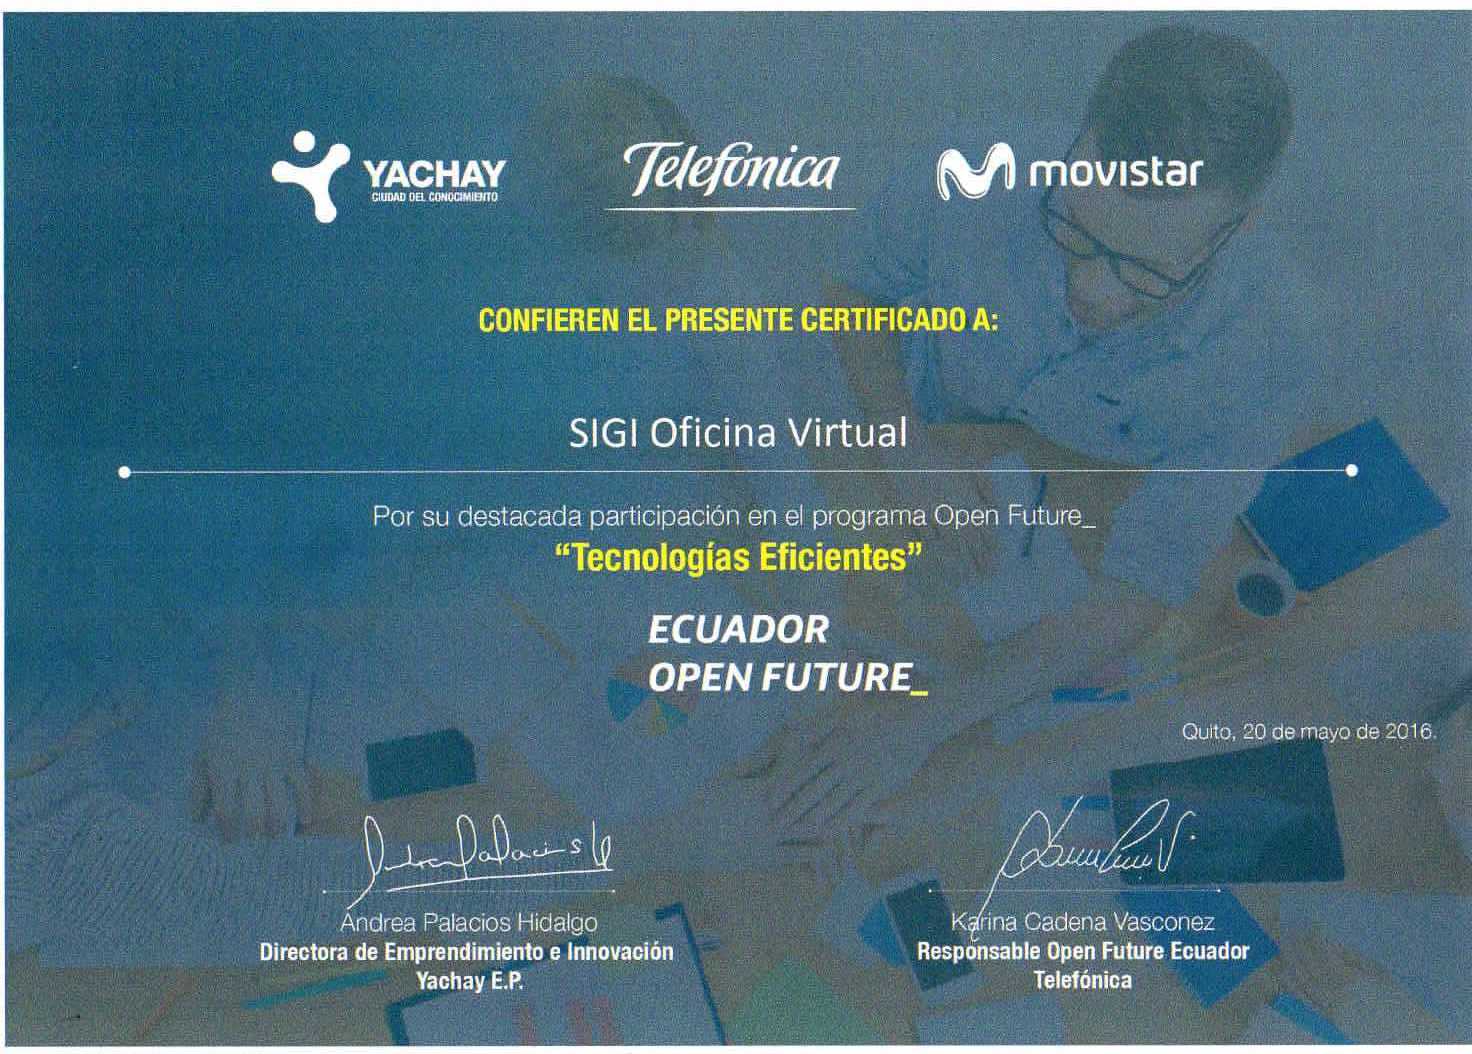 YACHAY
CIUDAD DEL CONOCIMIENTO
Telefónica
movistar
CONFIEREN EL PRESENTE CERTIFICADO A:
SIGI Oficina Virtual
Por su destacada participación en el programa Open Future_
“Tecnologías Eficientes”
ECUADOR
OPEN FUTURE_
Quito, 20 de mayo de 2016.
Andrea Palacios H
Andrea Palacios Hidalgo
Directora de Emprendimiento e Innovación
Yachay E.P.
Karina Cadena Vasconez
Responsable Open Future Ecuador
Telefónica